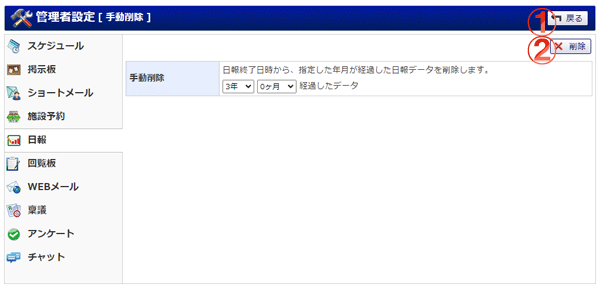 管理者設定 [ 手動削除 ]
① 戻る
② 削除
スケジュール
掲示板
ショートメール
施設予約
日報
回覧板
WEBメール
稟議
アンケート
チャット
手動削除
日報終了日時から、指定した年月が経過した日報データを削除します。
3年 0ヶ月 経過したデータ